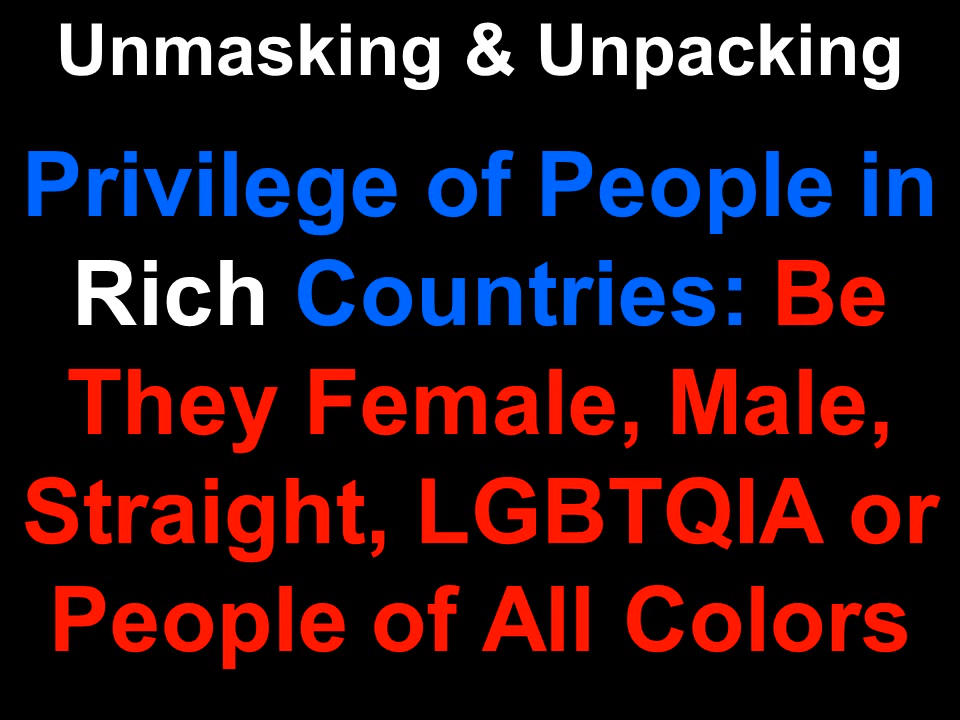 Unmasking & Unpacking
Privilege of People in
Rich Countries: Be
They Female, Male,
Straight, LGBTQIA or
People of All Colors